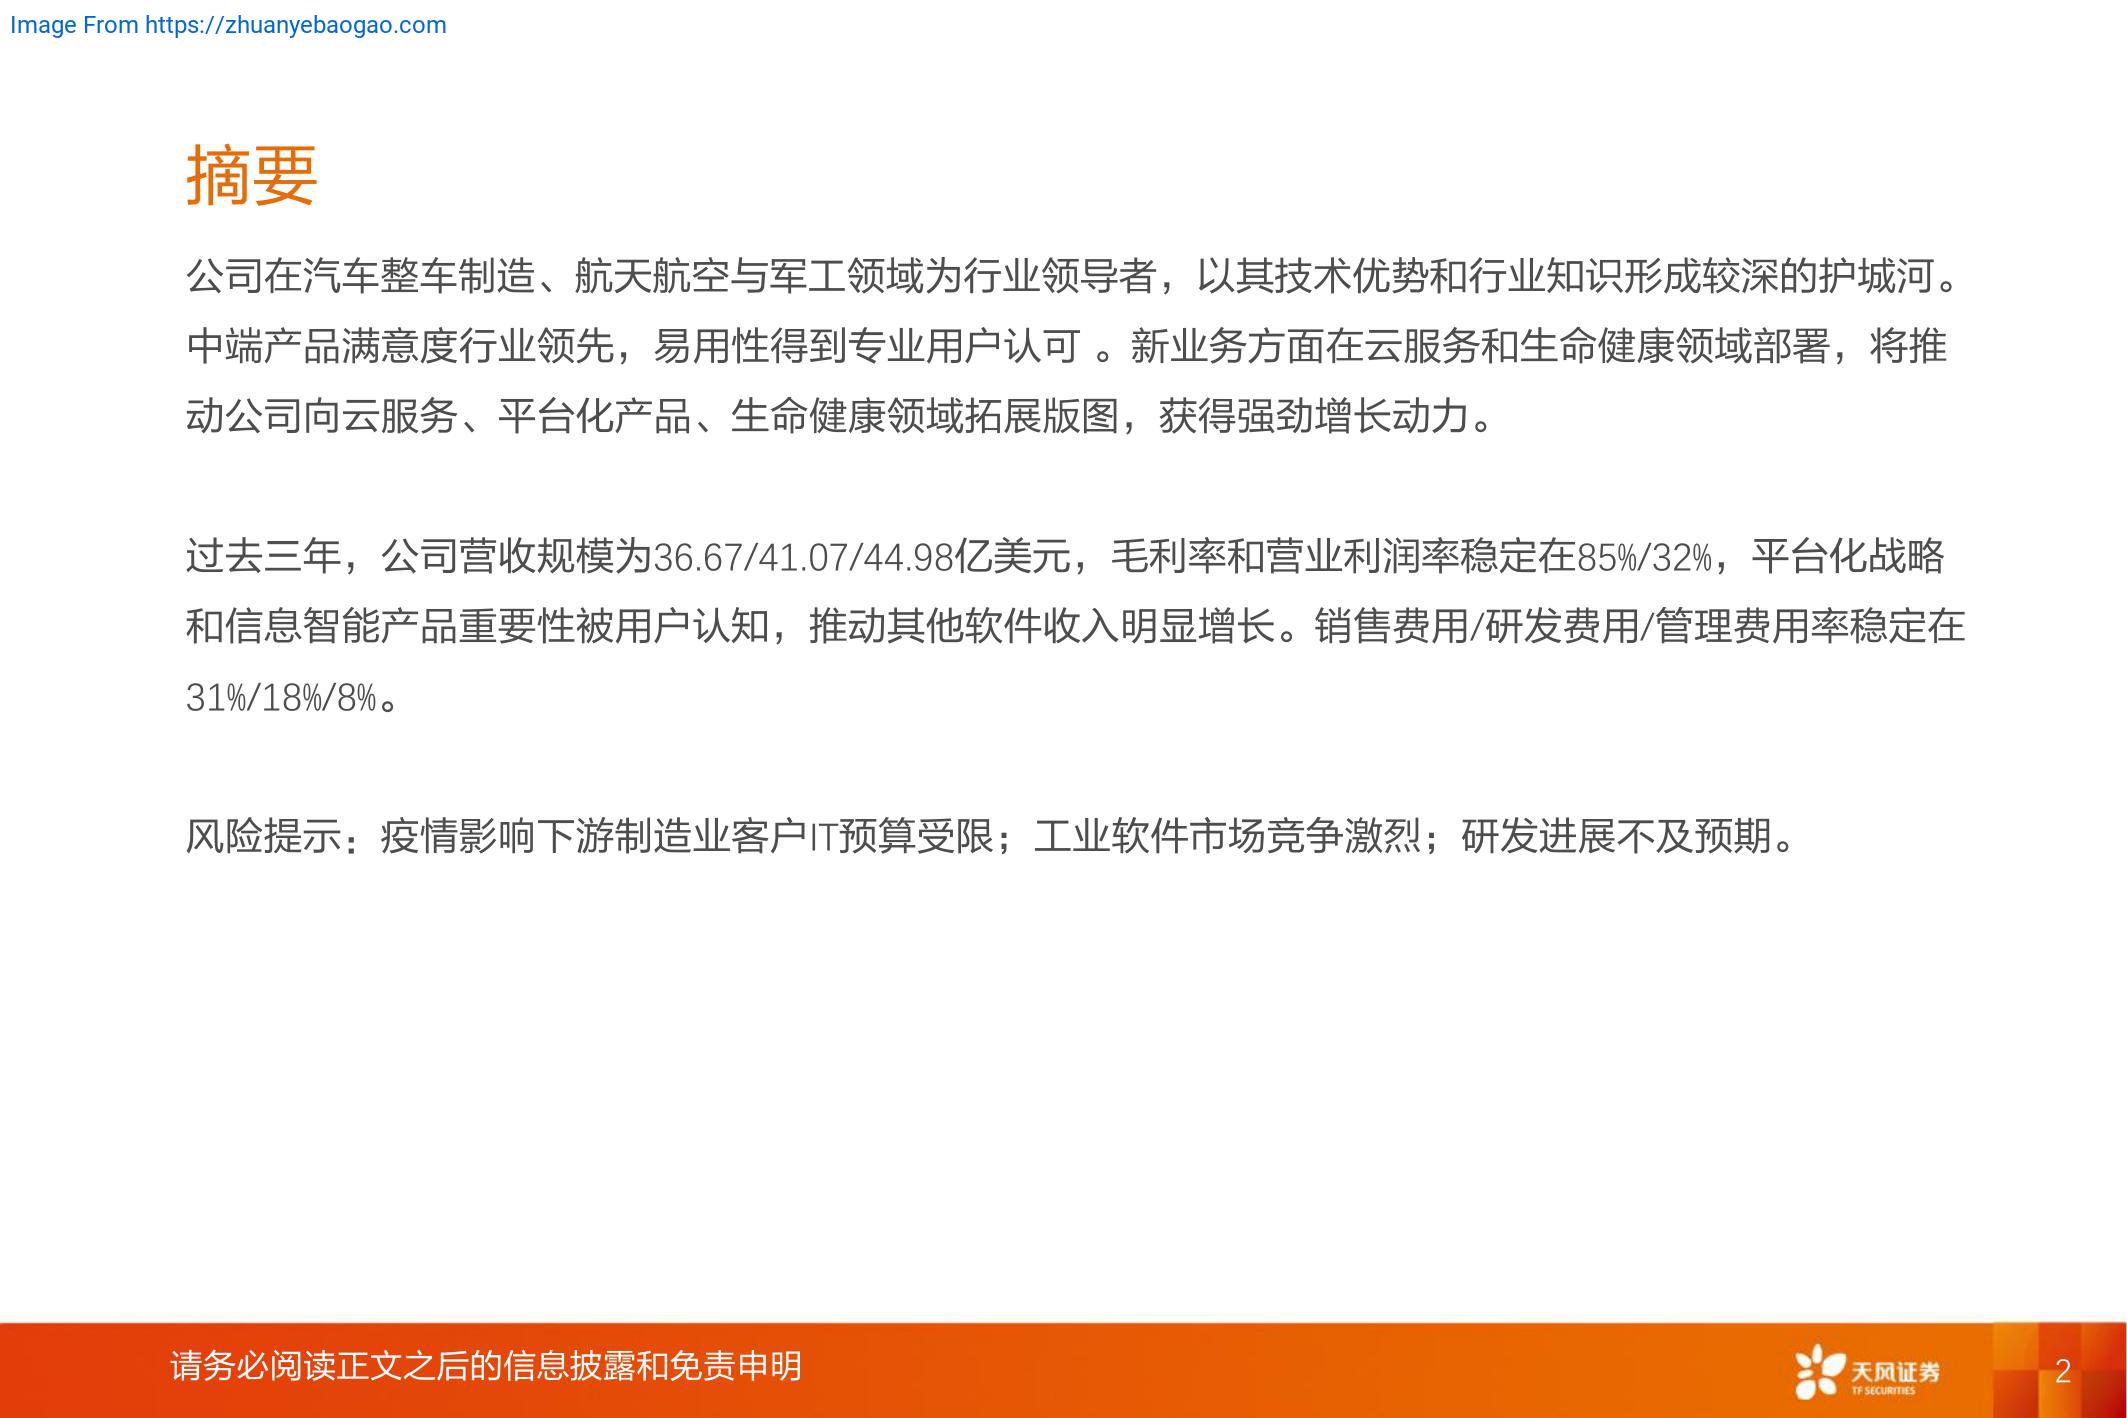 Image From https://zhuanyebaogao.com
摘要
公司在汽车整车制造、航天航空与军工领域为行业领导者，以其技术优势和行业知识形成较深的护城河。
中端产品满意度行业领先，易用性得到专业用户认可 。新业务方面在云服务和生命健康领域部署，将推
动公司向云服务、平台化产品、生命健康领域拓展版图，获得强劲增长动力。
过去三年，公司营收规模为36.67/41.07/44.98亿美元，毛利率和营业利润率稳定在85%/32%，平台化战略
和信息智能产品重要性被用户认知，推动其他软件收入明显增长。销售费用/研发费用/管理费用率稳定在
31%/18%/8%。
风险提示：疫情影响下游制造业客户IT预算受限；工业软件市场竞争激烈；研发进展不及预期。
请务必阅读正文之后的信息披露和免责申明
天风证券
TF SECURITIES
2